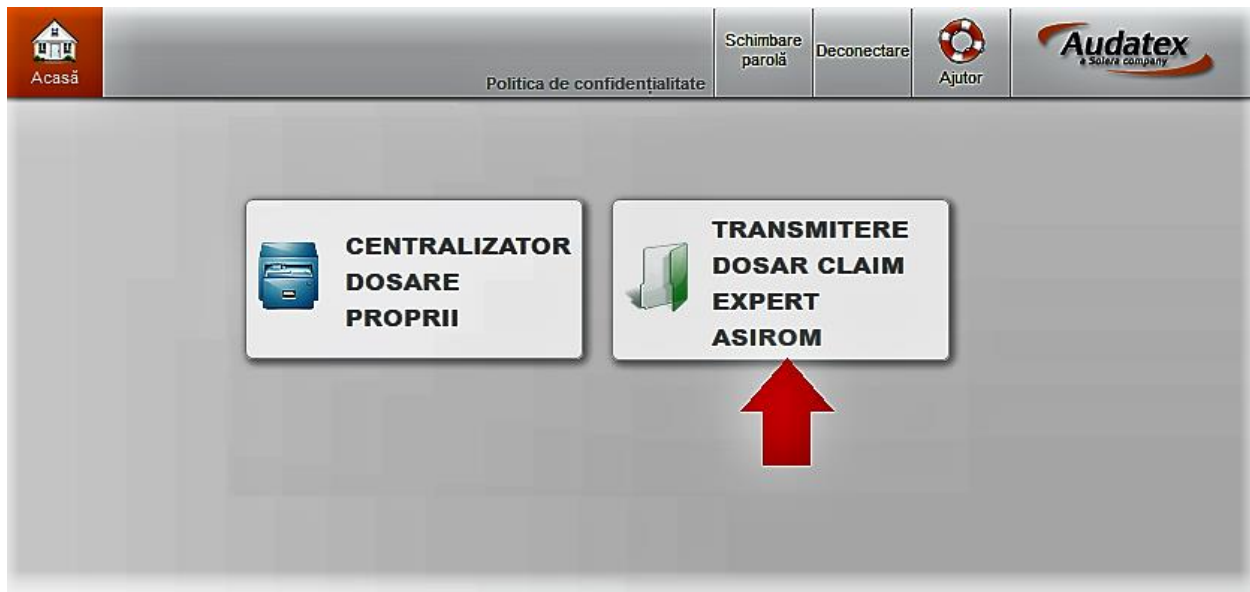 Acasă
Politica de confidențialitate
Schimbare
parolă
Deconectare
Ajutor
Audatex
a Solera company
CENTRALIZATOR
DOSARE
PROPRII
TRANSMITERE
DOSAR CLAIM
EXPERT
ASIROM